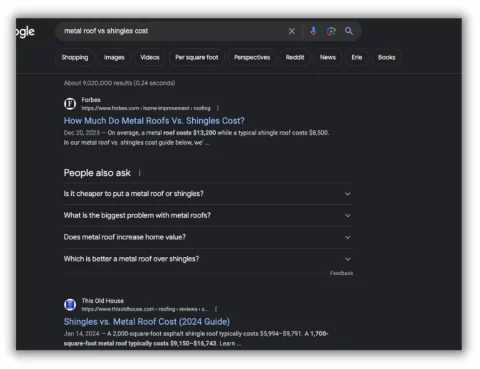 ogle
metal roof vs shingles cost
Shopping Images Videos Per square foot Perspectives Reddit News Erie Books
About 9,020,000 results (0.24 seconds)
F
Forbes
https://www.forbes.com › home-improvement › roofing
How Much Do Metal Roofs Vs. Shingles Cost?
Dec 20, 2023 — On average, a metal roof costs $13,200 while a typical shingle roof costs $8,500.
In our metal roof vs. shingles cost guide below, we' ...
People also ask
Is it cheaper to put a metal roof or shingles?
What is the biggest problem with metal roofs?
Does metal roof increase home value?
Which is better a metal roof over shingles?
Feedback
This Old House
https://www.thisoldhouse.com › roofing › reviews › s...
Shingles vs. Metal Roof Cost (2024 Guide)
Jan 14, 2024 — A 2,000-square-foot asphalt shingle roof typically costs $5,994–$9,791. A 1,700-
square-foot metal roof typically costs $9,150–$16,743. Learn ...